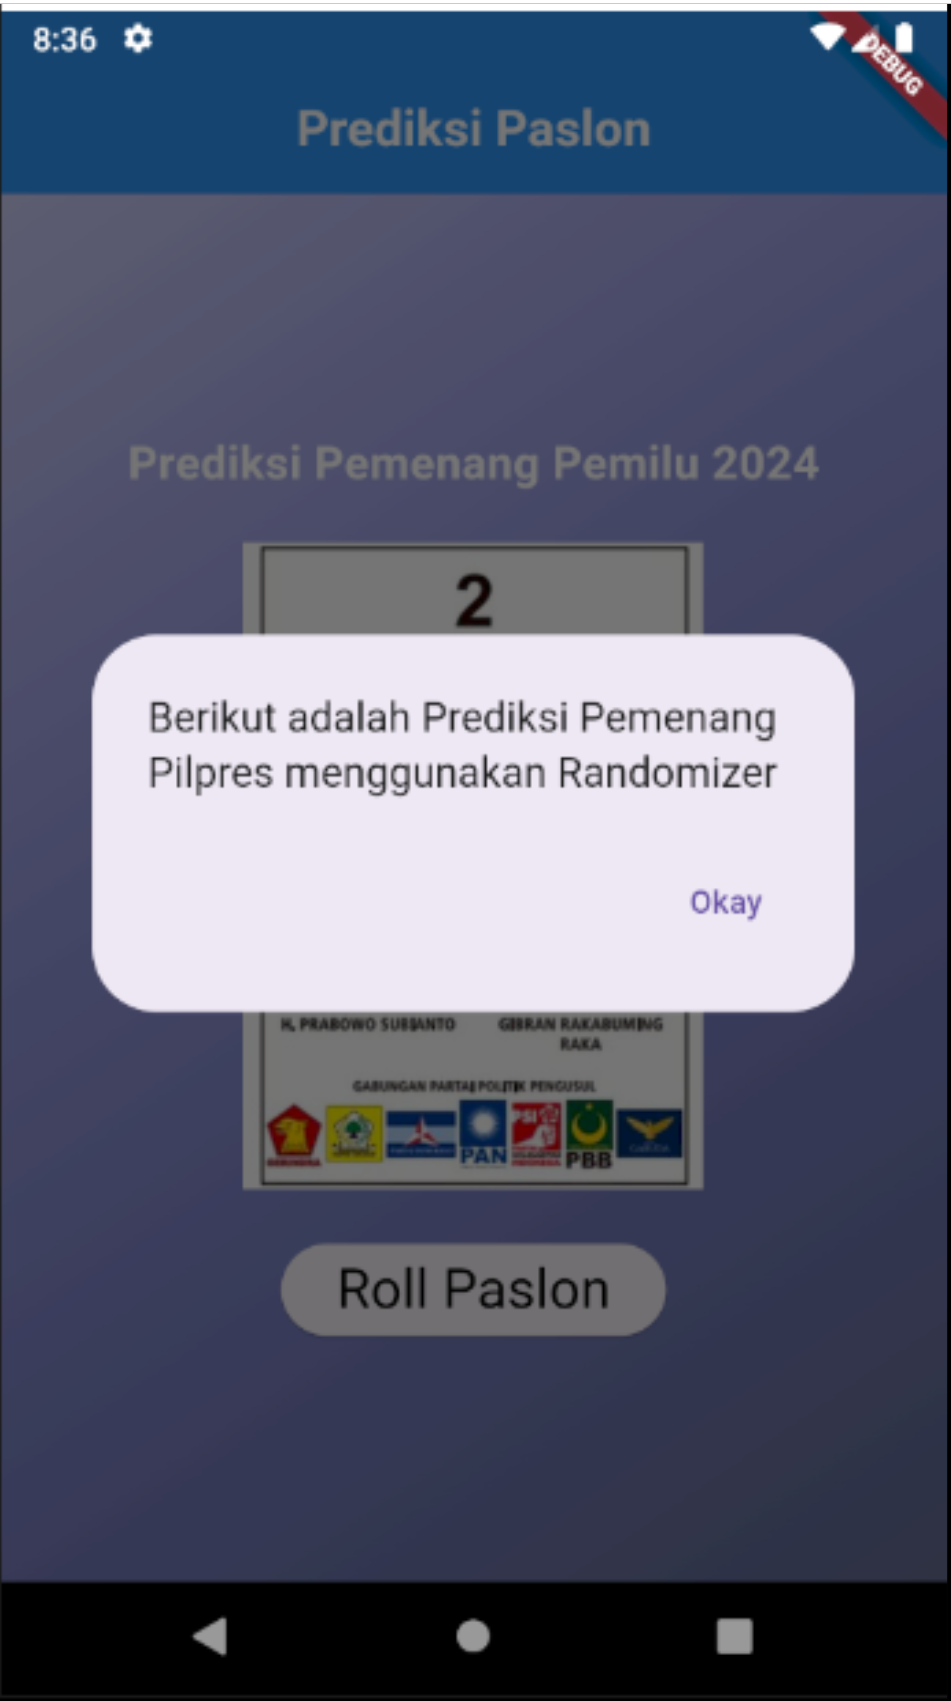 8:36
DEBUG
Prediksi Paslon
Prediksi Pemenang Pemilu 2024
2
Berikut adalah Prediksi Pemenang
Pilpres menggunakan Randomizer
Okay
H. PRABOWO SUBIANTO
GIBRAN RAKABUMING
RAKA
GABUNGAN PARTAI POLITIK PENGUSUL
PAN
PSI
PBB
Roll Paslon